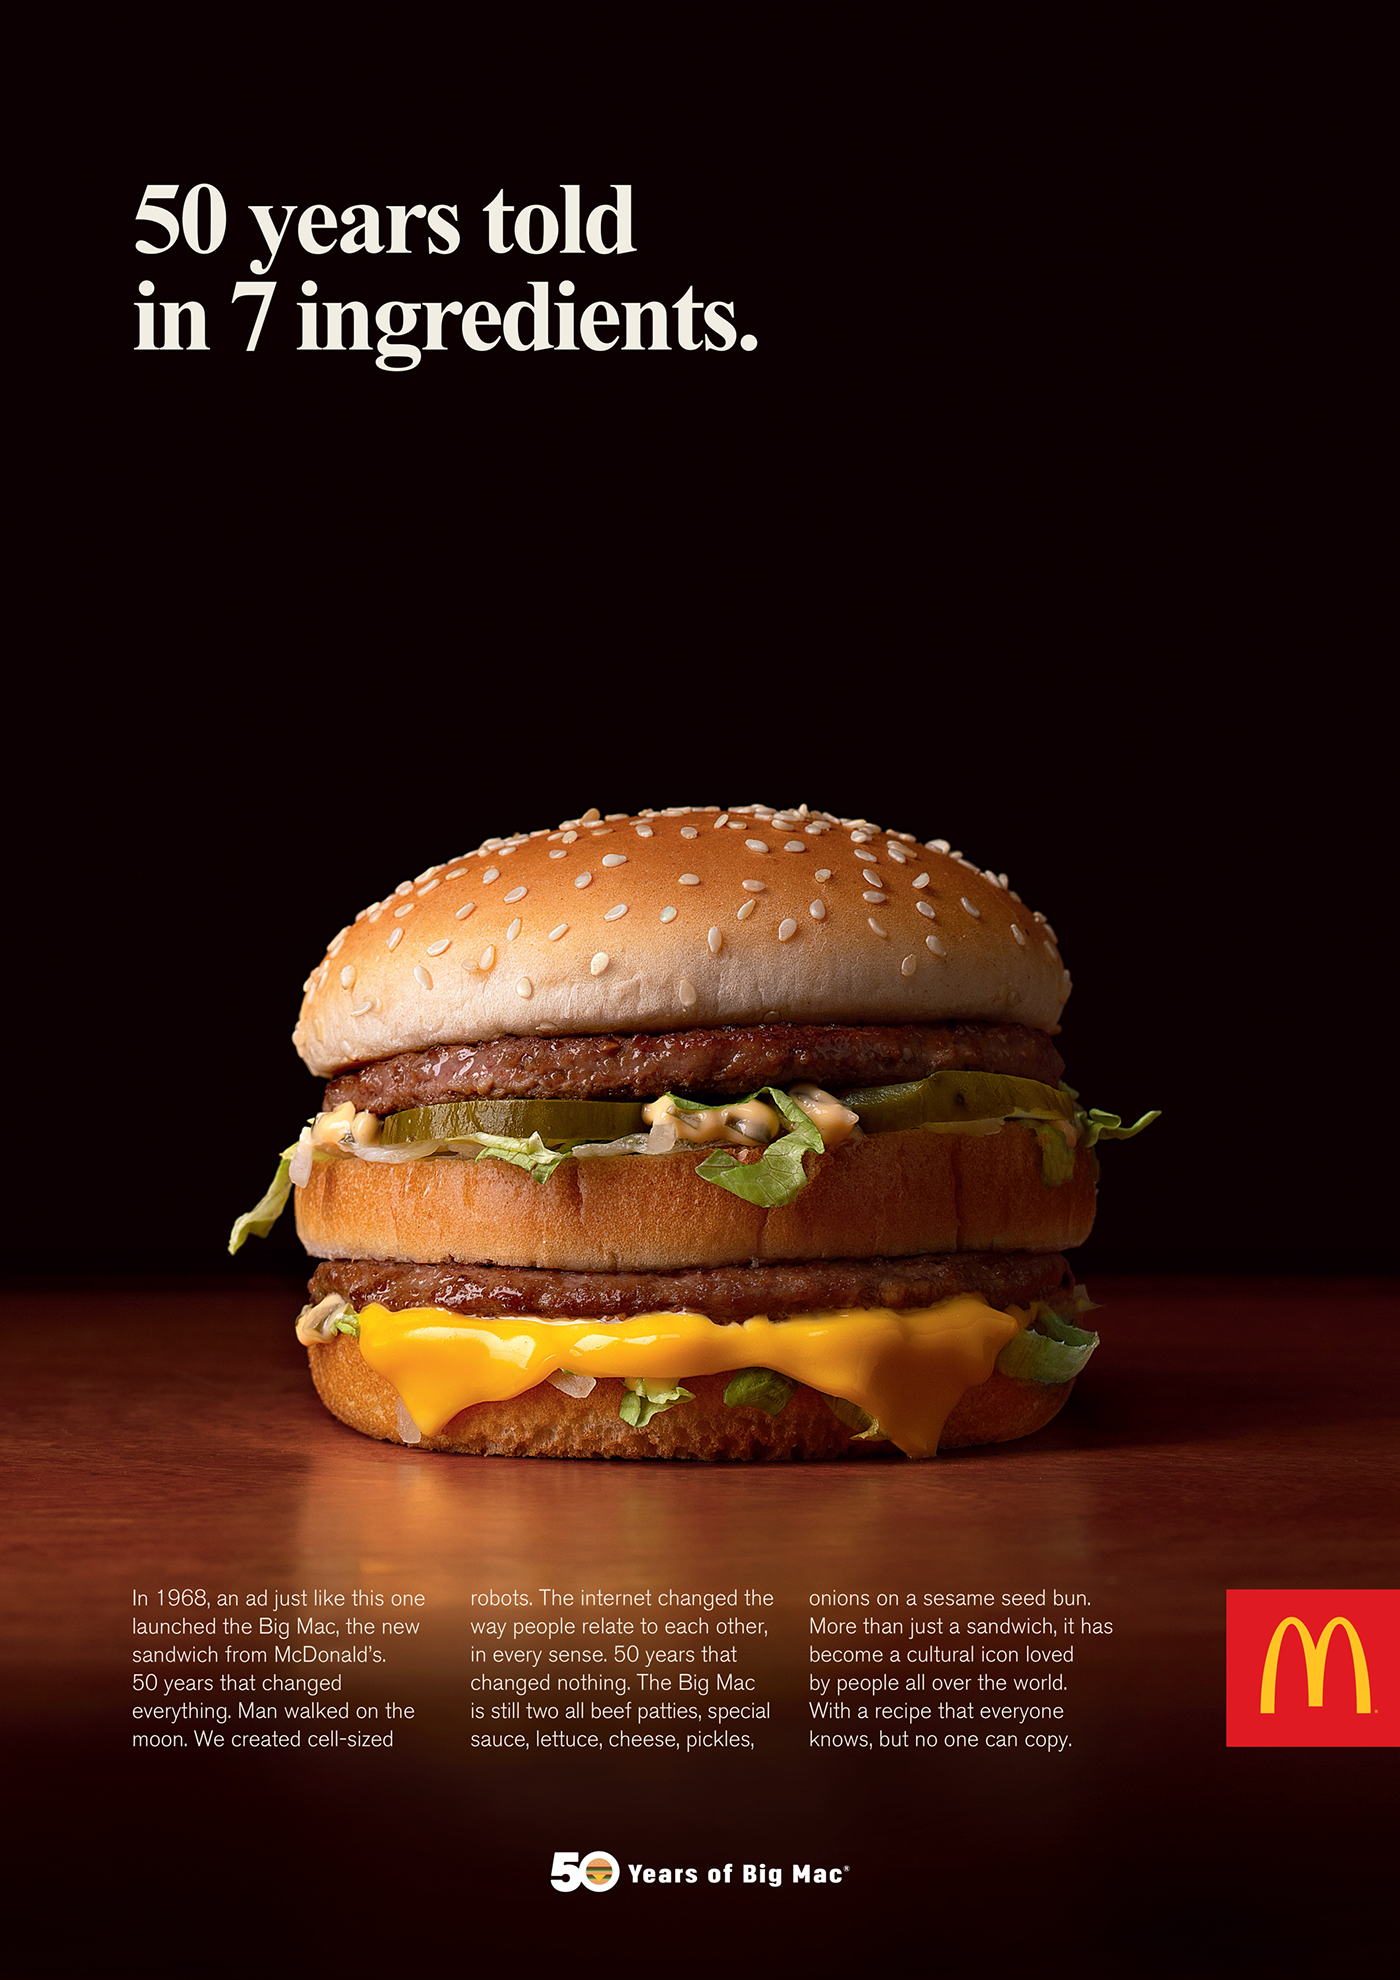 50 years told
in 7 ingredients.
In 1968, an ad just like this one
launched the Big Mac, the new
sandwich from McDonald's.
50 years that changed
everything. Man walked on the
moon. We created cell-sized
robots. The internet changed the
way people relate to each other,
in every sense. 50 years that
changed nothing. The Big Mac
is still two all beef patties, special
sauce, lettuce, cheese, pickles,
onions on a sesame seed bun.
More than just a sandwich, it has
become a cultural icon loved
by people all over the world.
With a recipe that everyone
knows, but no one can copy.
50 Years of Big Mac®